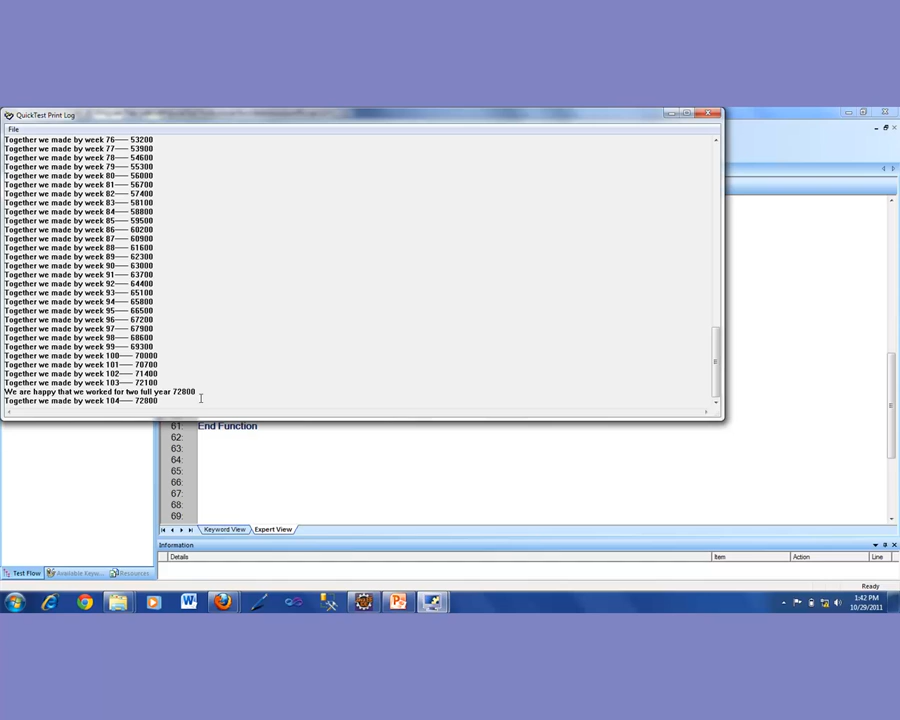 QuickTest Print Log
File
Together we made by week 76---- 53200
Together we made by week 77---- 53900
Together we made by week 78---- 54600
Together we made by week 79---- 55300
Together we made by week 80---- 56000
Together we made by week 81---- 56700
Together we made by week 82---- 57400
Together we made by week 83---- 58100
Together we made by week 84---- 58800
Together we made by week 85---- 59500
Together we made by week 86---- 60200
Together we made by week 87---- 60900
Together we made by week 88---- 61600
Together we made by week 89---- 62300
Together we made by week 90---- 63000
Together we made by week 91---- 63700
Together we made by week 92---- 64400
Together we made by week 93---- 65100
Together we made by week 94---- 65800
Together we made by week 95---- 66500
Together we made by week 96---- 67200
Together we made by week 97---- 67900
Together we made by week 98---- 68600
Together we made by week 99---- 69300
Together we made by week 100---- 70000
Together we made by week 101---- 70700
Together we made by week 102---- 71400
Together we made by week 103---- 72100
We are happy that we worked for two full year 72800
Together we made by week 104---- 72800
61: End Function
62:
63:
64:
65:
66:
67:
68:
69:
Keyword View Expert View
Information
Details Item Action Line
Test Flow Available Keyw... Resources
Ready
1:42 PM
10/29/2011